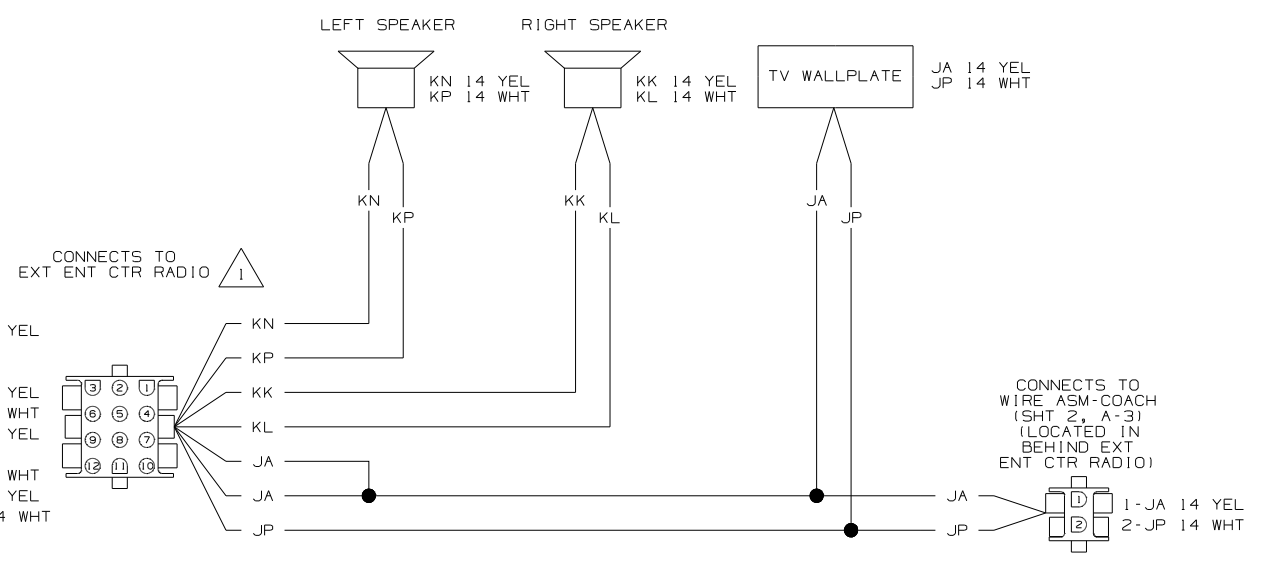 LEFT SPEAKER
RIGHT SPEAKER
TV WALLPLATE
KN 14 YEL
KP 14 WHT
KK 14 YEL
KL 14 WHT
JA 14 YEL
JP 14 WHT
KN
KP
KK
KL
JA
JP
CONNECTS TO
EXT ENT CTR RADIO
1
YEL
YEL
WHT
YEL
WHT
YEL
4 WHT
3 2 1
6 5 4
9 8 7
12 11 10
KN
KP
KK
KL
JA
JA
JP
JA
JP
CONNECTS TO
WIRE ASM-COACH
(SHT 2, A-3)
(LOCATED IN
BEHIND EXT
ENT CTR RADIO)
1
2
1-JA 14 YEL
2-JP 14 WHT